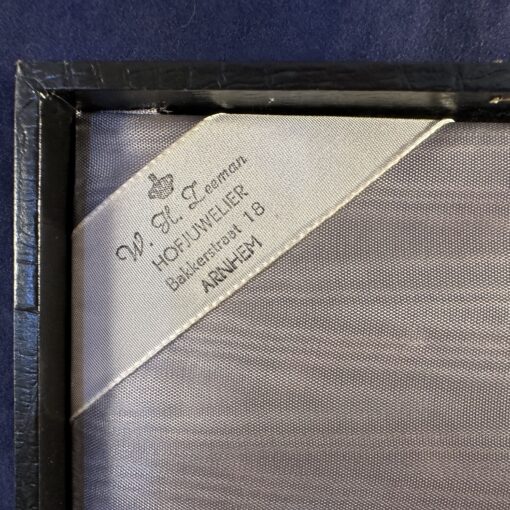 W. H. Leeman
HOFJUWELIER
Bakkerstraat 18
ARNHEM